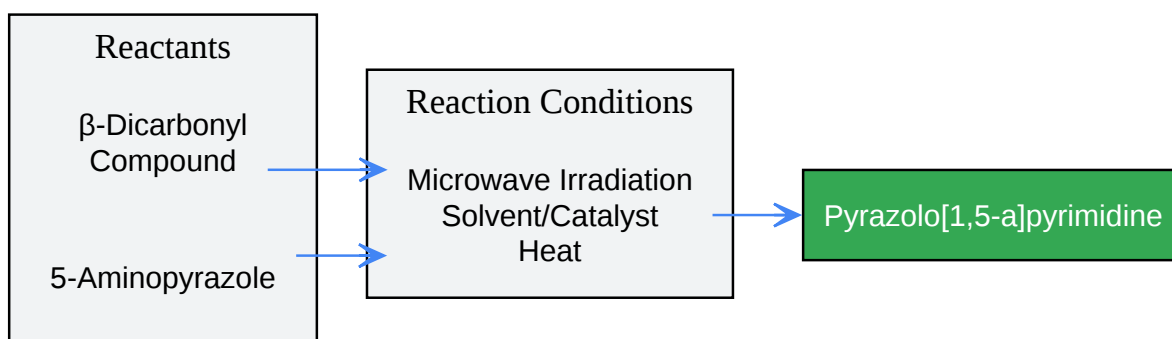 Reactants
β-Dicarbonyl
Compound
5-Aminopyrazole
Reaction Conditions
Microwave Irradiation
Solvent/Catalyst
Heat
Pyrazolo[1,5-a]pyrimidine